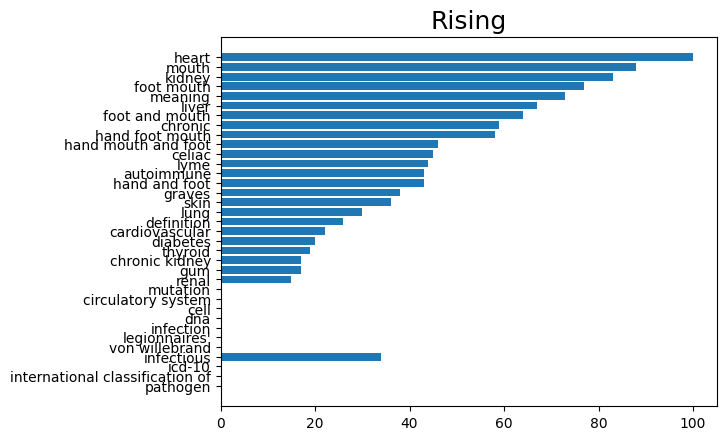 Rising
heart
mouth
kidney
foot mouth
meaning
liver
foot and mouth
chronic
hand foot mouth
hand mouth and foot
celiac
lyme
autoimmune
hand and foot
graves
skin
lung
definition
cardiovascular
diabetes
thyroid
chronic kidney
gum
renal
mutation
circulatory system
cell
dna
infection
legionnaires'
von willebrand
infectious
icd-10
international classification of
pathogen
0 20 40 60 80 100